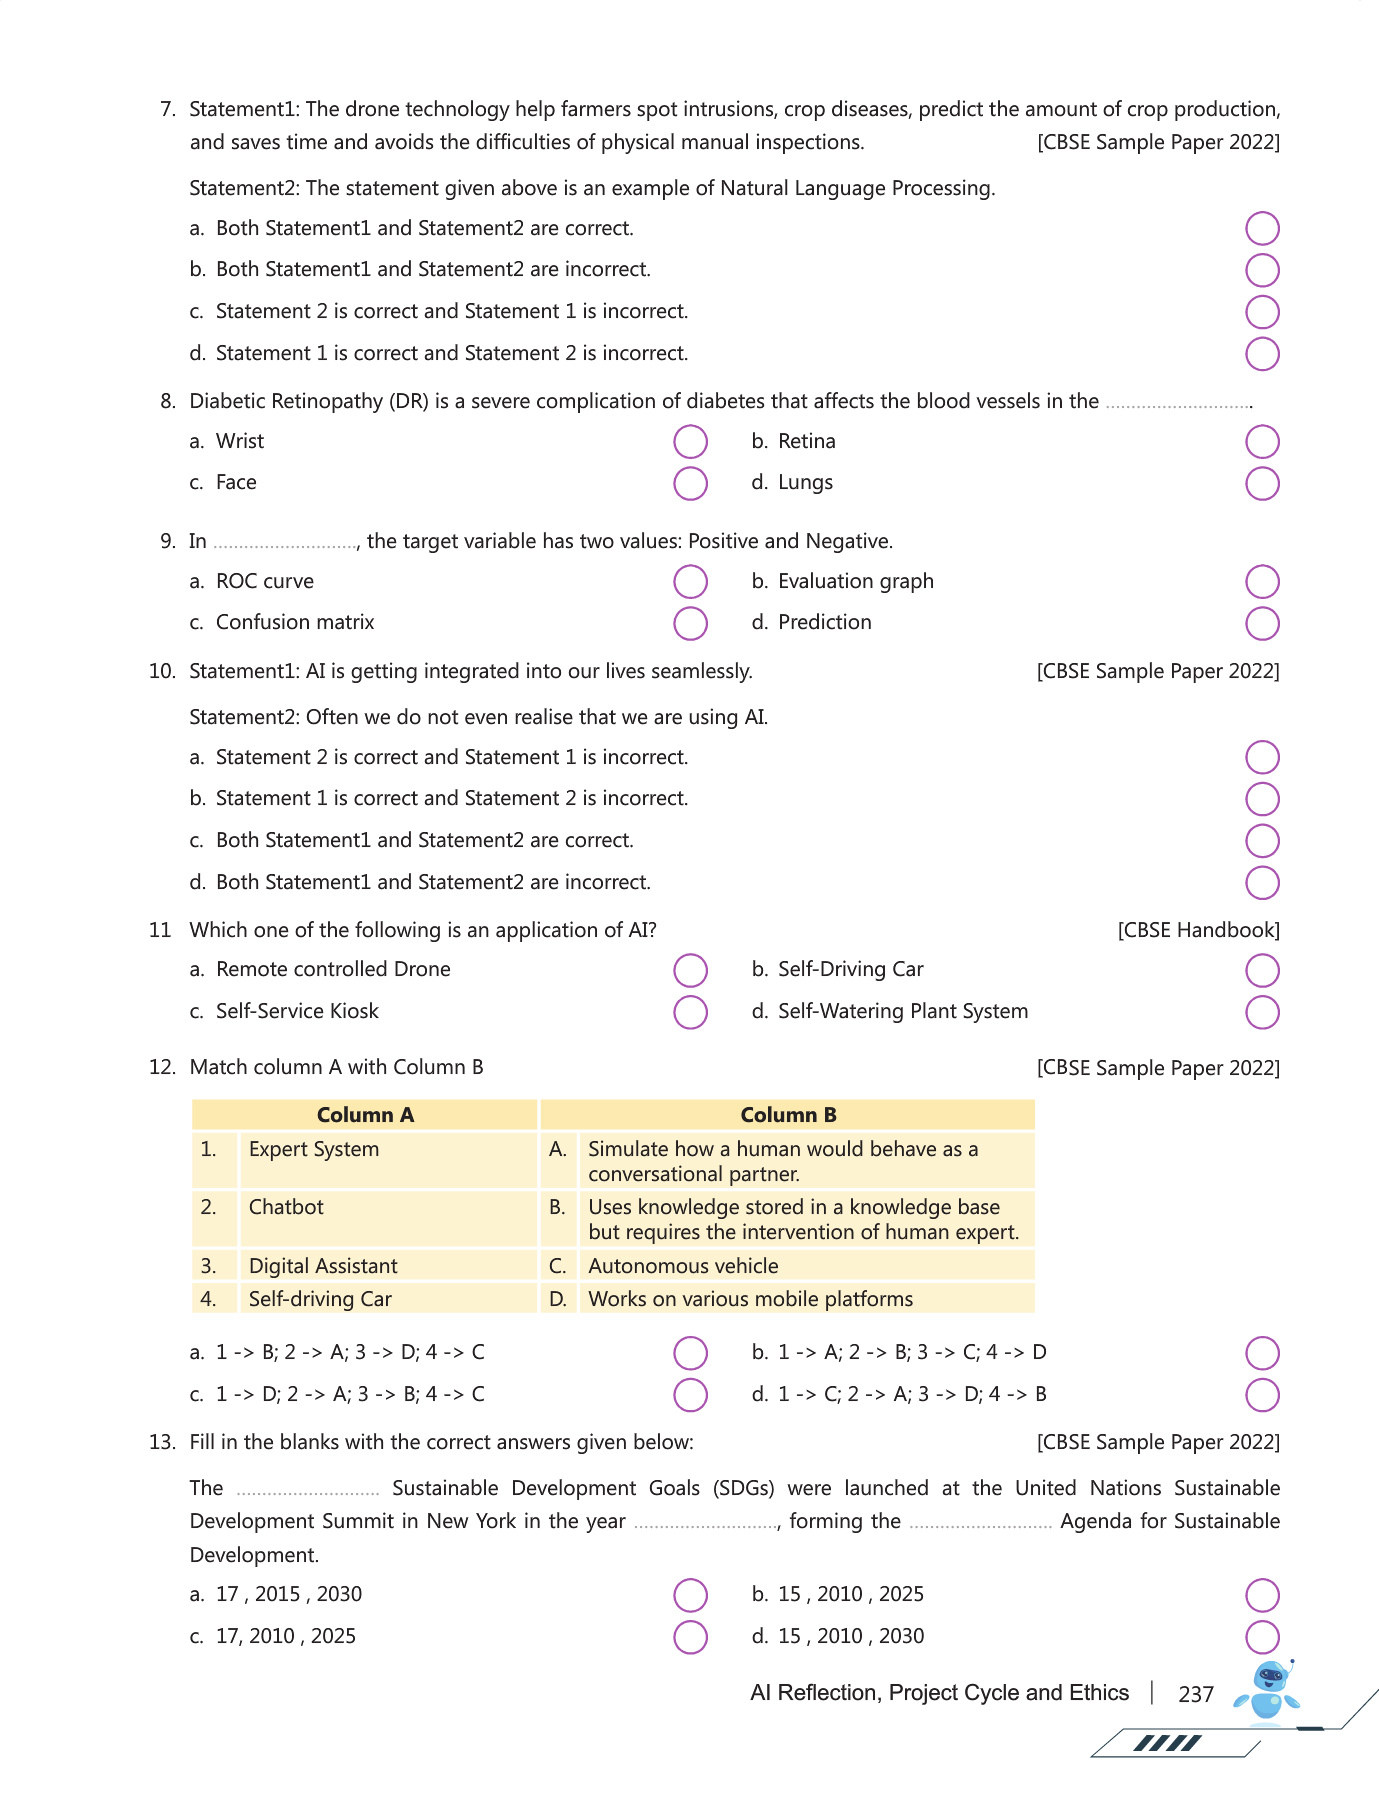 7. Statement1: The drone technology help farmers spot intrusions, crop diseases, predict the amount of crop production,
and saves time and avoids the difficulties of physical manual inspections. [CBSE Sample Paper 2022]
Statement2: The statement given above is an example of Natural Language Processing.
a. Both Statement1 and Statement2 are correct.
b. Both Statement1 and Statement2 are incorrect.
c. Statement 2 is correct and Statement 1 is incorrect.
d. Statement 1 is correct and Statement 2 is incorrect.
8. Diabetic Retinopathy (DR) is a severe complication of diabetes that affects the blood vessels in the ............................
a. Wrist b. Retina
c. Face d. Lungs
9. In ............................, the target variable has two values: Positive and Negative.
a. ROC curve b. Evaluation graph
c. Confusion matrix d. Prediction
10. Statement1: AI is getting integrated into our lives seamlessly. [CBSE Sample Paper 2022]
Statement2: Often we do not even realise that we are using AI.
a. Statement 2 is correct and Statement 1 is incorrect.
b. Statement 1 is correct and Statement 2 is incorrect.
c. Both Statement1 and Statement2 are correct.
d. Both Statement1 and Statement2 are incorrect.
11 Which one of the following is an application of AI? [CBSE Handbook]
a. Remote controlled Drone b. Self-Driving Car
c. Self-Service Kiosk d. Self-Watering Plant System
12. Match column A with Column B [CBSE Sample Paper 2022]
Column A Column B
1. Expert System A. Simulate how a human would behave as a
conversational partner.
2. Chatbot B. Uses knowledge stored in a knowledge base
but requires the intervention of human expert.
3. Digital Assistant C. Autonomous vehicle
4. Self-driving Car D. Works on various mobile platforms
a. 1 -> B; 2 -> A; 3 -> D; 4 -> C b. 1 -> A; 2 -> B; 3 -> C; 4 -> D
c. 1 -> D; 2 -> A; 3 -> B; 4 -> C d. 1 -> C; 2 -> A; 3 -> D; 4 -> B
13. Fill in the blanks with the correct answers given below: [CBSE Sample Paper 2022]
The ............................ Sustainable Development Goals (SDGs) were launched at the United Nations Sustainable
Development Summit in New York in the year ............................, forming the ............................ Agenda for Sustainable
Development.
a. 17 , 2015 , 2030 b. 15 , 2010 , 2025
c. 17, 2010 , 2025 d. 15 , 2010 , 2030
AI Reflection, Project Cycle and Ethics | 237